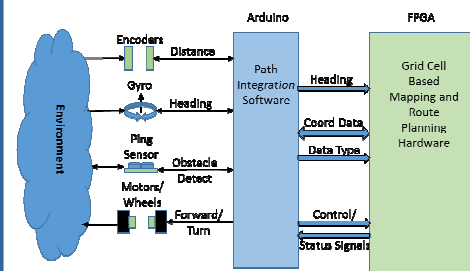 Encoders
Arduino
FPGA
Distance
Gyro
Heading
Ping
Sensor
Obstacle
Detect
Motors/
Wheels
Forward/
Turn
Environment
Path
Integration
Software
Heading
Coord Data
Data Type
Control/
Status Signals
Grid Cell
Based
Mapping and
Route
Planning
Hardware